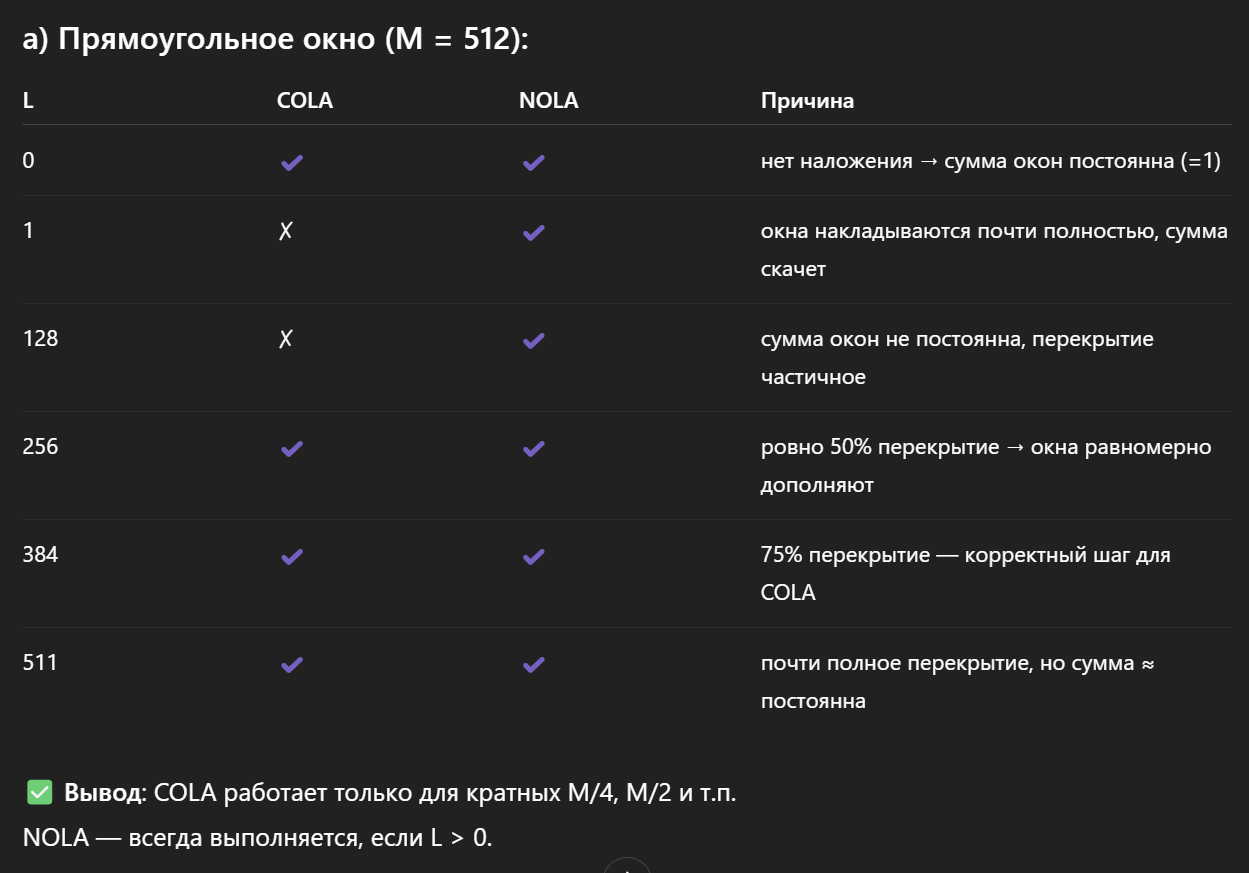 а) Прямоугольное окно (M = 512):
L COLA NOLA Причина
0 ✔ ✔ нет наложения → сумма окон постоянна (=1)
1 ✗ ✔ окна накладываются почти полностью, сумма
скачет
128 ✗ ✔ сумма окон не постоянна, перекрытие
частичное
256 ✔ ✔ ровно 50% перекрытие → окна равномерно
дополняют
384 ✔ ✔ 75% перекрытие — корректный шаг для
COLA
511 ✔ ✔ почти полное перекрытие, но сумма ≈
постоянна
✅ Вывод: COLA работает только для кратных M/4, M/2 и т.п.
NOLA — всегда выполняется, если L > 0.